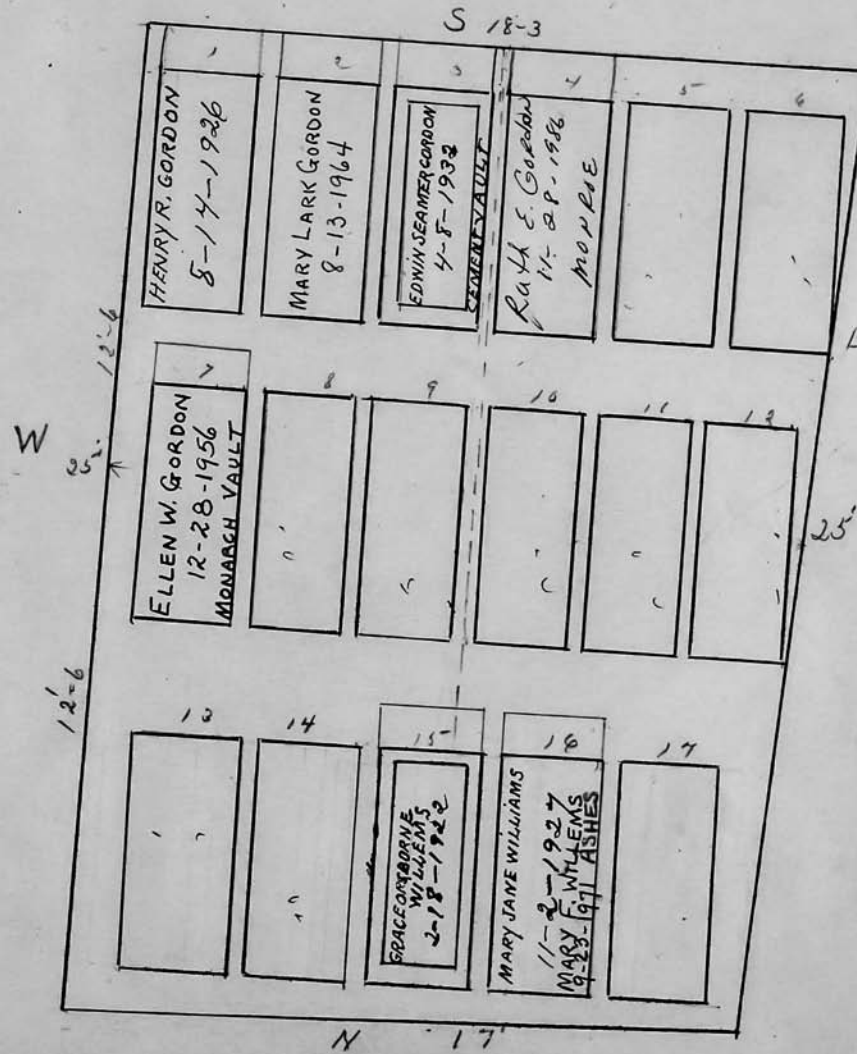 S 18-3
1
2
3
4
5
6
HENRY R. GORDON
8-14-1926
MARY LARK GORDON
8-13-1964
EDWIN SEAMER GORDON
4-8-1932
CEMENT VAULT
Ruth E. Gordon
11-28-1986
MONROE
12'-6
W
25'
7
8
9
10
11
12
ELLEN W. GORDON
12-28-1956
MONARCH VAULT
25'
12'-6
13
14
15
16
17
GRACE OSBORNE
WILLEMS
2-18-1922
MARY JANE WILLIAMS
11-2-1927
MARY F. WILLEMS
9-23-1971 ASHES
N 17'